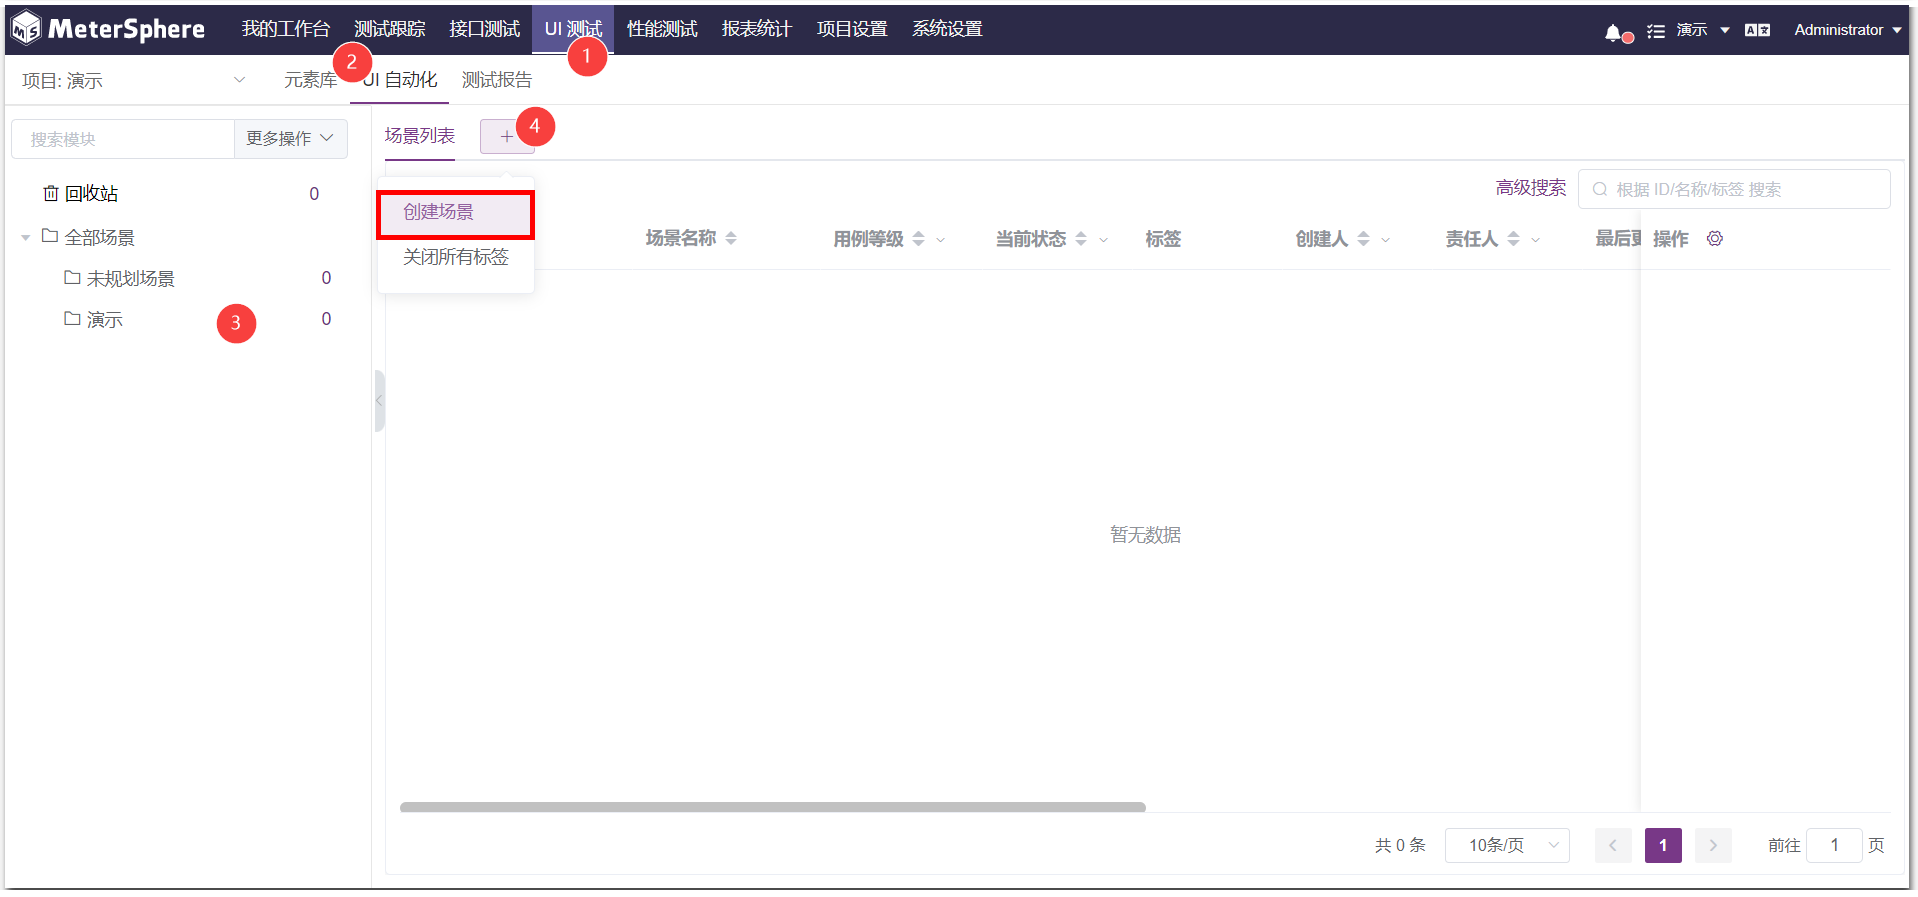 MS MeterSphere 我的工作台 测试跟踪 接口测试 UI 测试 性能测试 报表统计 项目设置 系统设置 演示 Administrator
1
2
项目: 演示 元素库 UI 自动化 测试报告
4
搜索模块 更多操作 场景列表 +
回收站 0
高级搜索 根据 ID/名称/标签 搜索
创建场景
全部场景
场景名称 用例等级 当前状态 标签 创建人 责任人 最后更 操作
关闭所有标签
未规划场景 0
演示 3 0
暂无数据
共 0 条 10条/页 1 前往 1 页